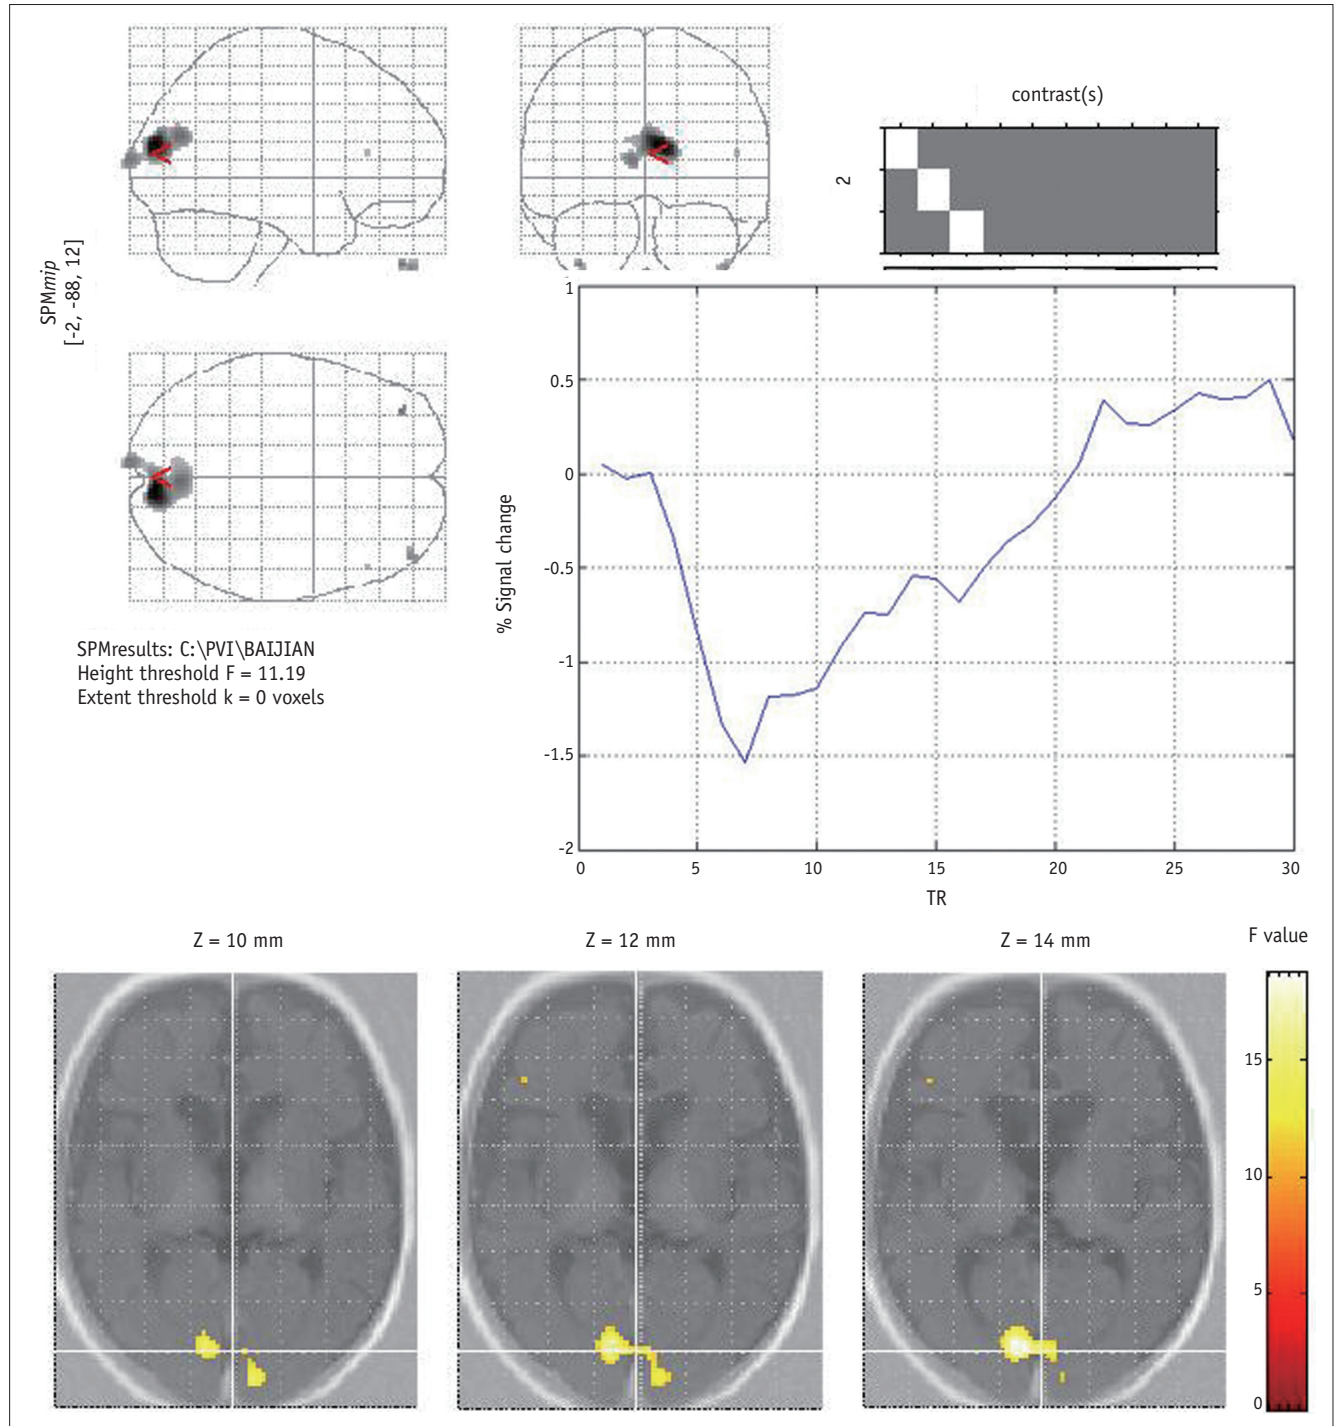 contrast(s)
2
SPMmip
[-2, -88, 12]
SPMresults: C:\PVI\BAIJIAN
Height threshold F = 11.19
Extent threshold k = 0 voxels
1
0.5
0
-0.5
-1
-1.5
-2
% Signal change
0 5 10 15 20 25 30
TR
Z = 10 mm
Z = 12 mm
Z = 14 mm
F value
15
10
5
0